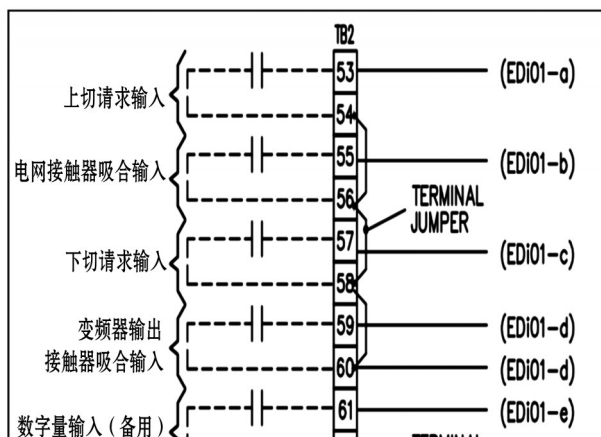 TB2
上切请求输入
53
(EDi01-a)
54
电网接触器吸合输入
55
(EDi01-b)
56
TERMINAL
JUMPER
下切请求输入
57
(EDi01-c)
58
变频器输出
接触器吸合输入
59
(EDi01-d)
60
(EDi01-d)
数字量输入（备用）
61
(EDi01-e)
TERMINAL